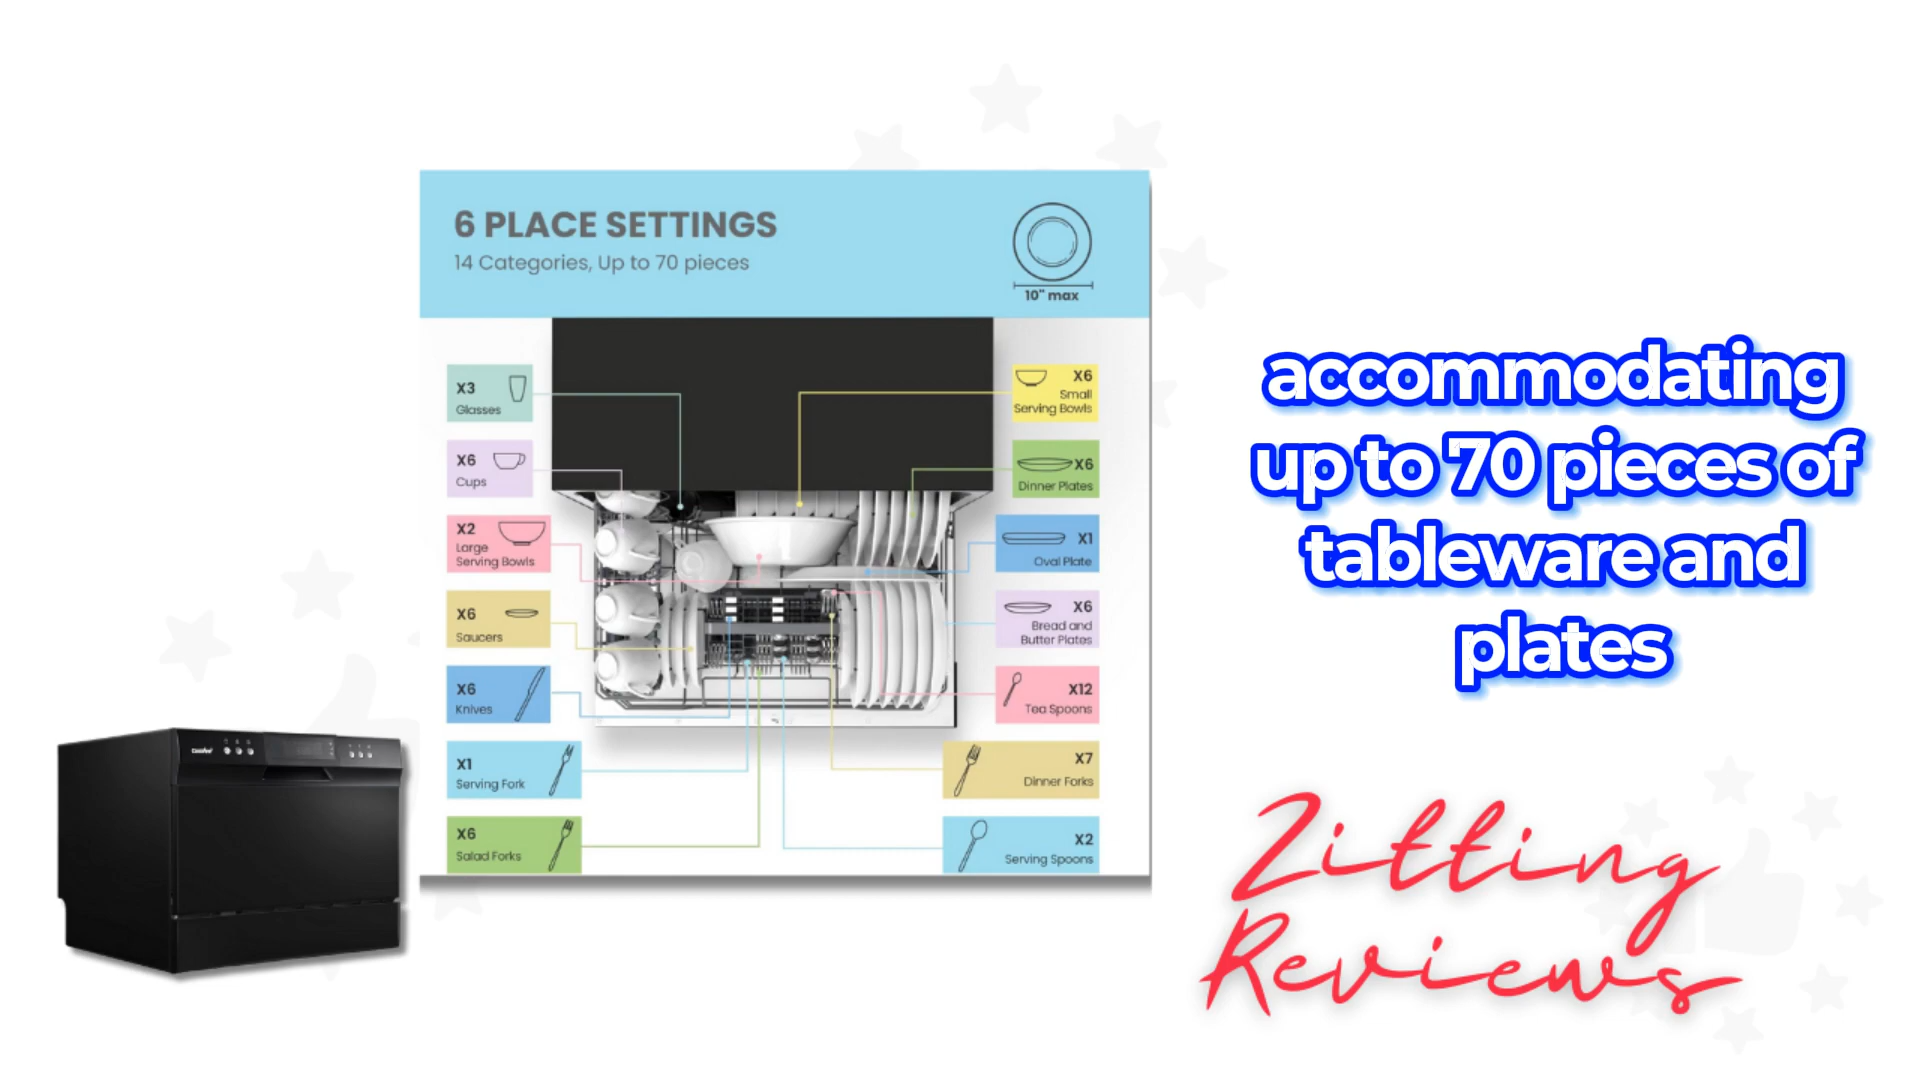 6 PLACE SETTINGS
14 Categories, Up to 70 pieces
10" max
X3
Glasses
X6
Cups
X2
Large
Serving Bowls
X6
Saucers
X6
Knives
X1
Serving Fork
X6
Salad Forks
X6
Small
Serving Bowls
X6
Dinner Plates
X1
Oval Plate
X6
Bread and
Butter Plates
X12
Tea Spoons
X7
Dinner Forks
X2
Serving Spoons
accommodating
up to 70 pieces of
tableware and
plates
Zitting
Reviews